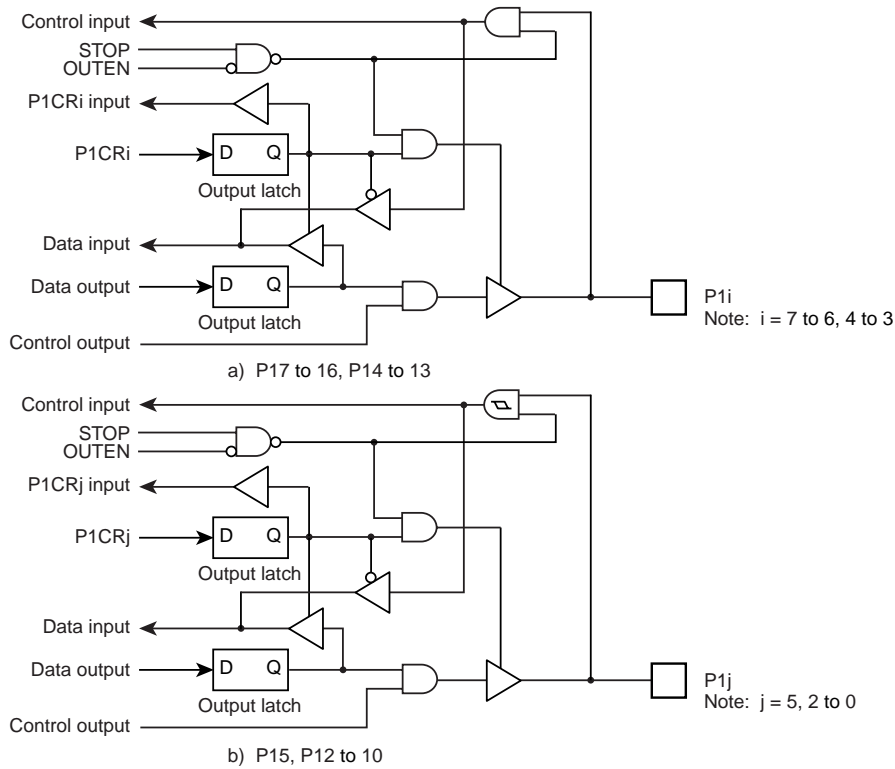 Control input
STOP
OUTEN
P1CRi input
P1CRi
D Q
Output latch
Data input
Data output
D Q
Output latch
Control output
P1i
Note: i = 7 to 6, 4 to 3
a) P17 to 16, P14 to 13
Control input
STOP
OUTEN
P1CRj input
P1CRj
D Q
Output latch
Data input
Data output
D Q
Output latch
Control output
P1j
Note: j = 5, 2 to 0
b) P15, P12 to 10